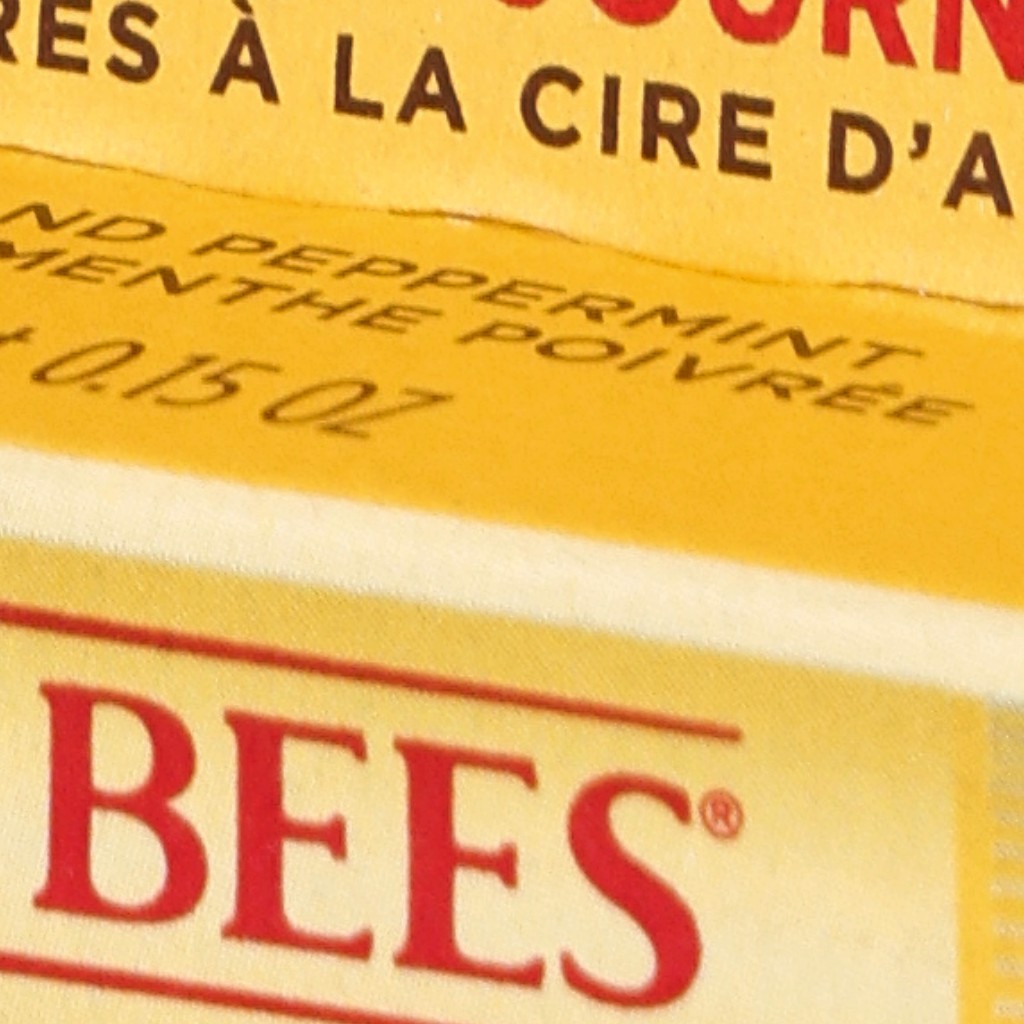 RES À LA CIRE D'A
ND PEPPERMINT
MENTHE POIVRÉE
0.15 OZ
BEES®